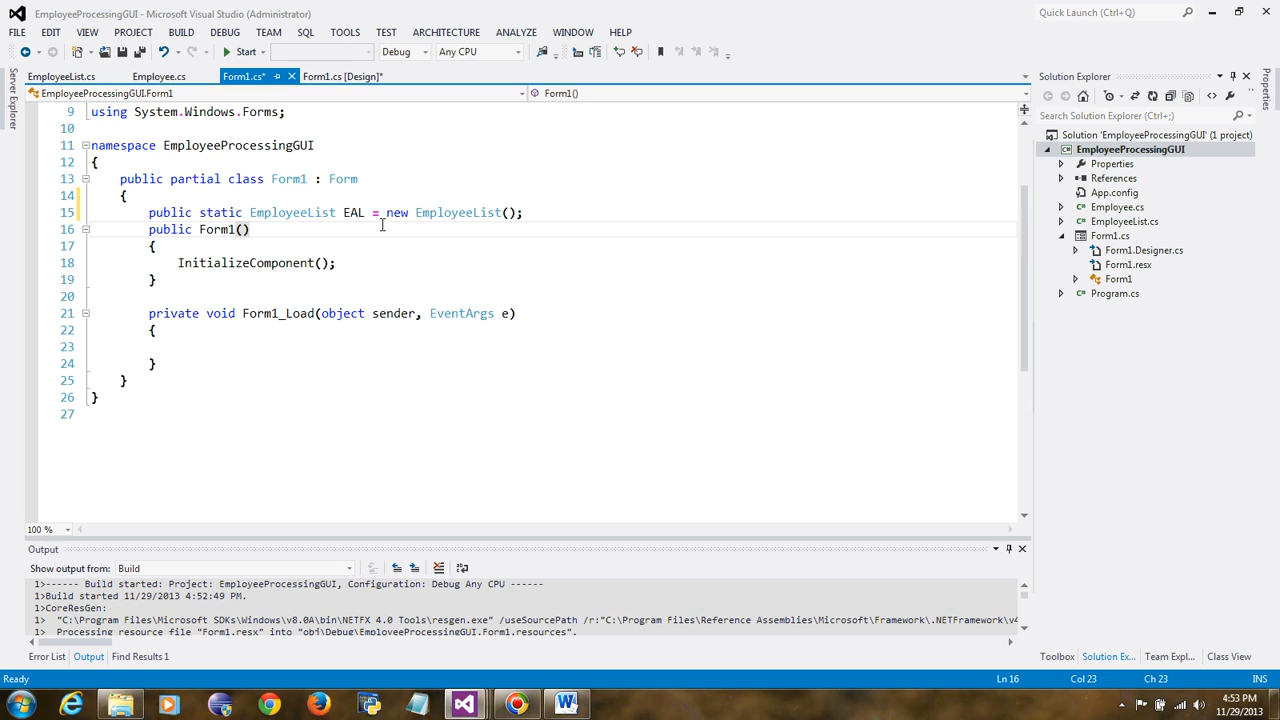 EmployeeProcessingGUI - Microsoft Visual Studio (Administrator)
Quick Launch (Ctrl+Q)
FILE EDIT VIEW PROJECT BUILD DEBUG TEAM SQL TOOLS TEST ARCHITECTURE ANALYZE WINDOW HELP
Start Debug Any CPU
Server Explorer
EmployeeList.cs Employee.cs Form1.cs* Form1.cs [Design]*
EmployeeProcessingGUI.Form1 Form1()
9 using System.Windows.Forms;
10
11 namespace EmployeeProcessingGUI
12 {
13 public partial class Form1 : Form
14 {
15 public static EmployeeList EAL = new EmployeeList();
16 public Form1()
17 {
18 InitializeComponent();
19 }
20
21 private void Form1_Load(object sender, EventArgs e)
22 {
23
24 }
25 }
26 }
27
100 %
Solution Explorer
Search Solution Explorer (Ctrl+;)
Solution 'EmployeeProcessingGUI' (1 project)
EmployeeProcessingGUI
Properties
References
App.config
Employee.cs
EmployeeList.cs
Form1.cs
Form1.Designer.cs
Form1.resx
Form1
Program.cs
Properties
Output
Show output from: Build
1>------ Build started: Project: EmployeeProcessingGUI, Configuration: Debug Any CPU ------
1>Build started 11/29/2013 4:52:49 PM.
1>CoreResGen:
1> "C:\Program Files\Microsoft SDKs\Windows\v8.0A\bin\NETFX 4.0 Tools\resgen.exe" /useSourcePath /r:"C:\Program Files\Reference Assemblies\Microsoft\Framework\.NETFramework\v4
1> Processing resource file "Form1.resx" into "obj\Debug\EmployeeProcessingGUI.Form1.resources".
Error List Output Find Results 1
Toolbox Solution Ex... Team Expl... Class View
Ready Ln 16 Col 23 Ch 23 INS
4:53 PM
11/29/2013